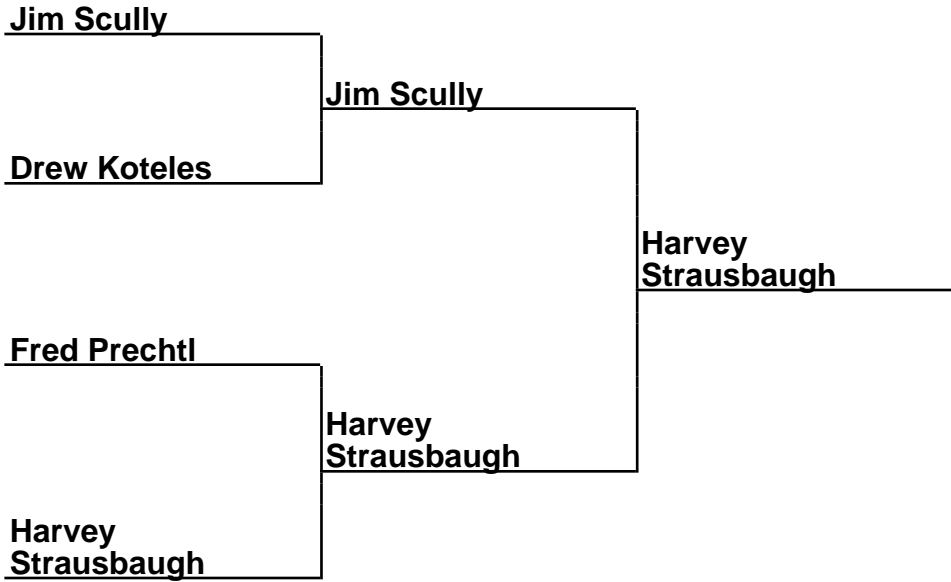 Jim Scully
Jim Scully
Drew Koteles
Harvey
Strausbaugh
Fred Prechtl
Harvey
Strausbaugh
Harvey
Strausbaugh